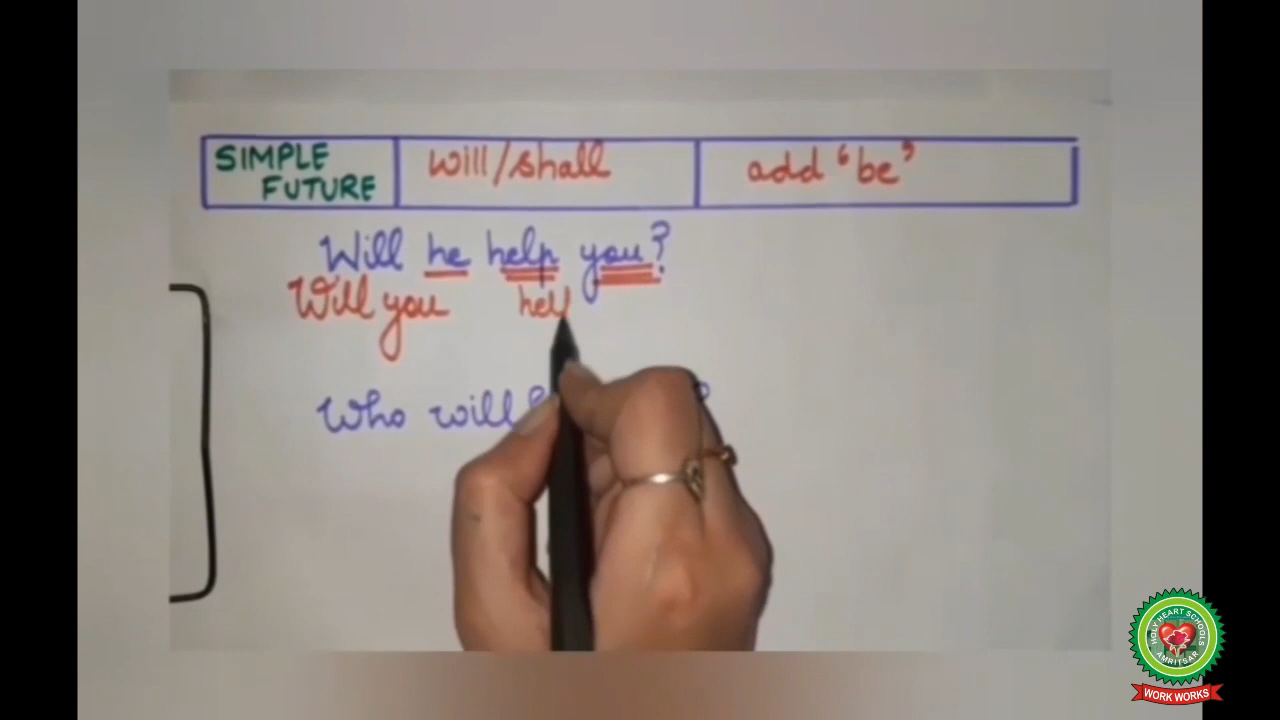 SIMPLE FUTURE will/shall add "be"
Will he help you?
Will you hel
Who will ?
HOLY HEART SCHOOLS
AMRITSAR
WORK WORKS